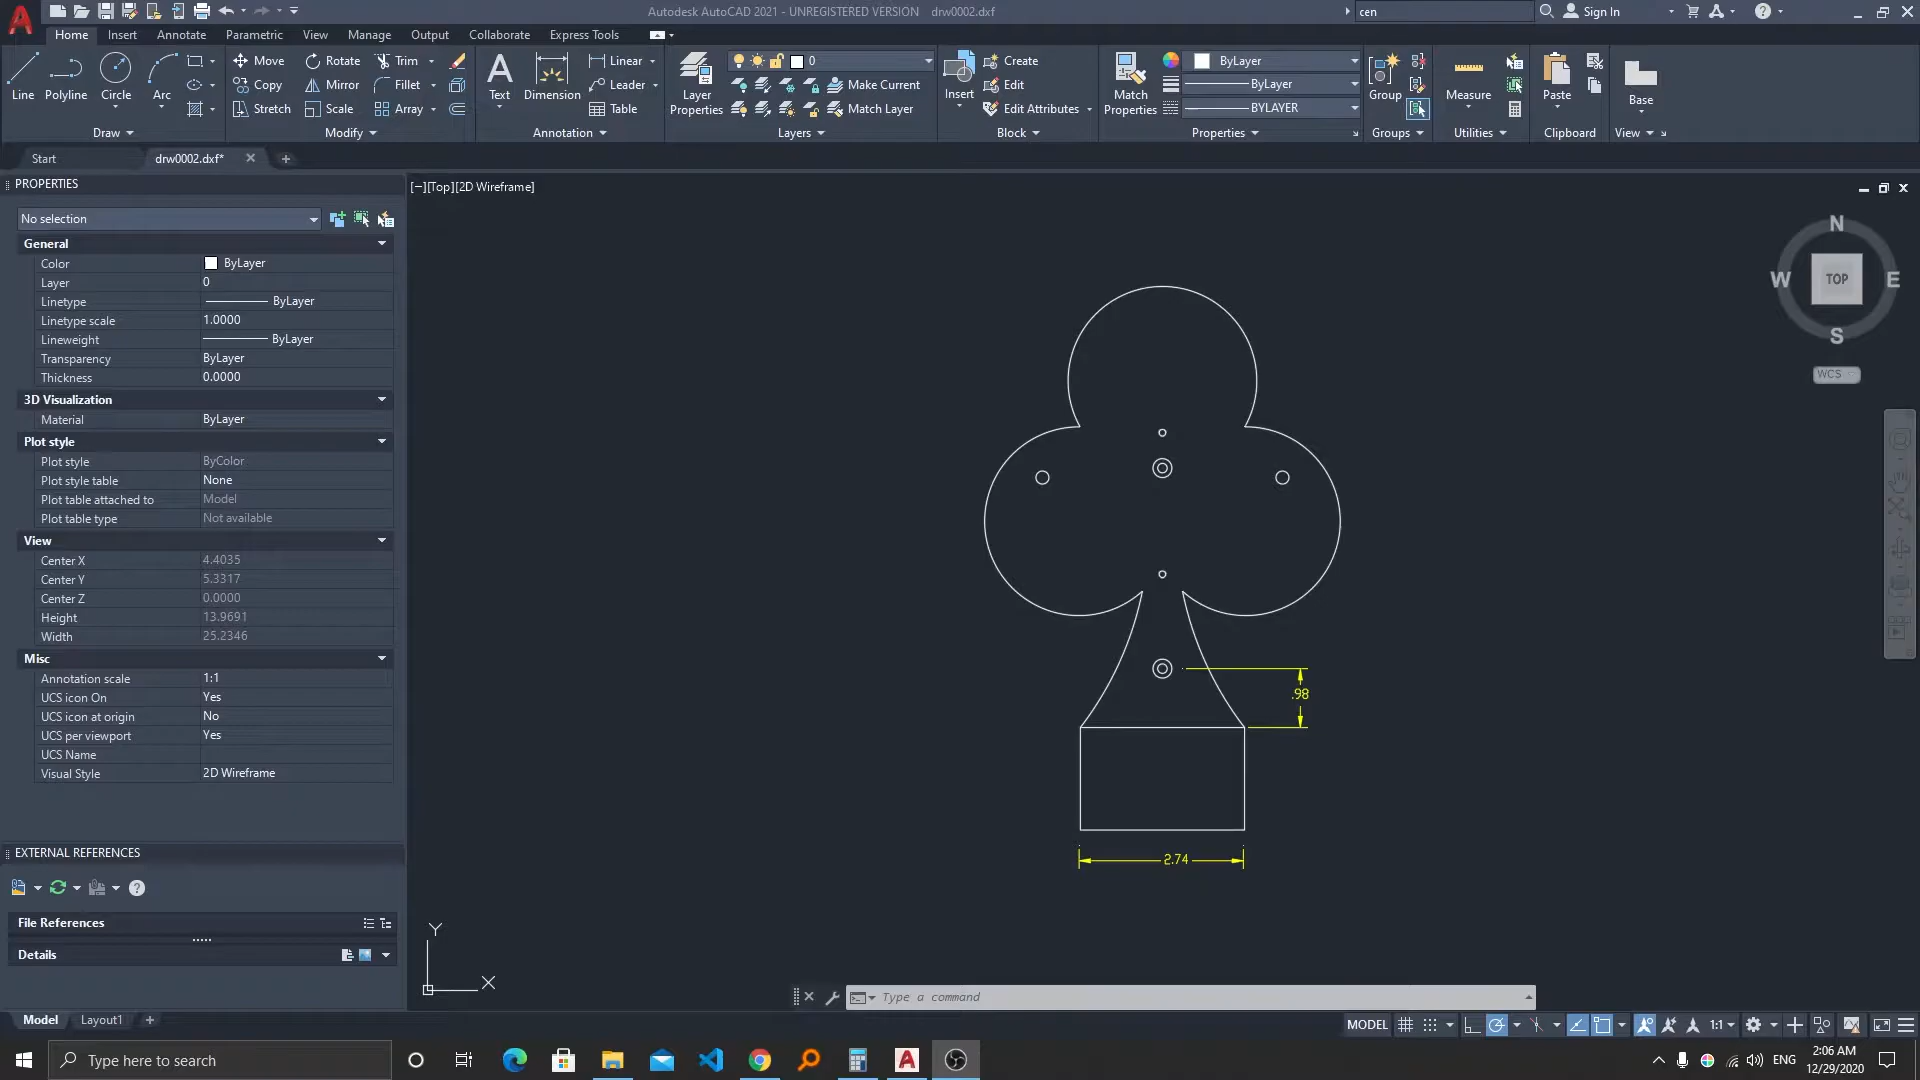 Autodesk AutoCAD 2021 - UNREGISTERED VERSION drw0002.dxf
cen
Sign In
Home Insert Annotate Parametric View Manage Output Collaborate Express Tools
Line Polyline Circle Arc
Move Rotate Trim
Copy Mirror Fillet
Stretch Scale Array
Text Dimension
Linear
Leader
Table
Layer Properties
0
Make Current
Match Layer
Insert
Create
Edit
Edit Attributes
Match Properties
ByLayer
ByLayer
BYLAYER
Group
Measure
Paste
Base
Draw Modify Annotation Layers Block Properties Groups Utilities Clipboard View
Start drw0002.dxf*
PROPERTIES
No selection
General
Color ByLayer
Layer 0
Linetype ByLayer
Linetype scale 1.0000
Lineweight ByLayer
Transparency ByLayer
Thickness 0.0000
3D Visualization
Material ByLayer
Plot style
Plot style ByColor
Plot style table None
Plot table attached to Model
Plot table type Not available
View
Center X 4.4035
Center Y 5.3317
Center Z 0.0000
Height 13.9691
Width 25.2346
Misc
Annotation scale 1:1
UCS icon On Yes
UCS icon at origin No
UCS per viewport Yes
UCS Name
Visual Style 2D Wireframe
EXTERNAL REFERENCES
File References
Details
[−][Top][2D Wireframe]
N
W TOP E
S
WCS
.98
2.74
Y
X
Type a command
Model Layout1
MODEL
1:1
Type here to search
ENG
2:06 AM
12/29/2020